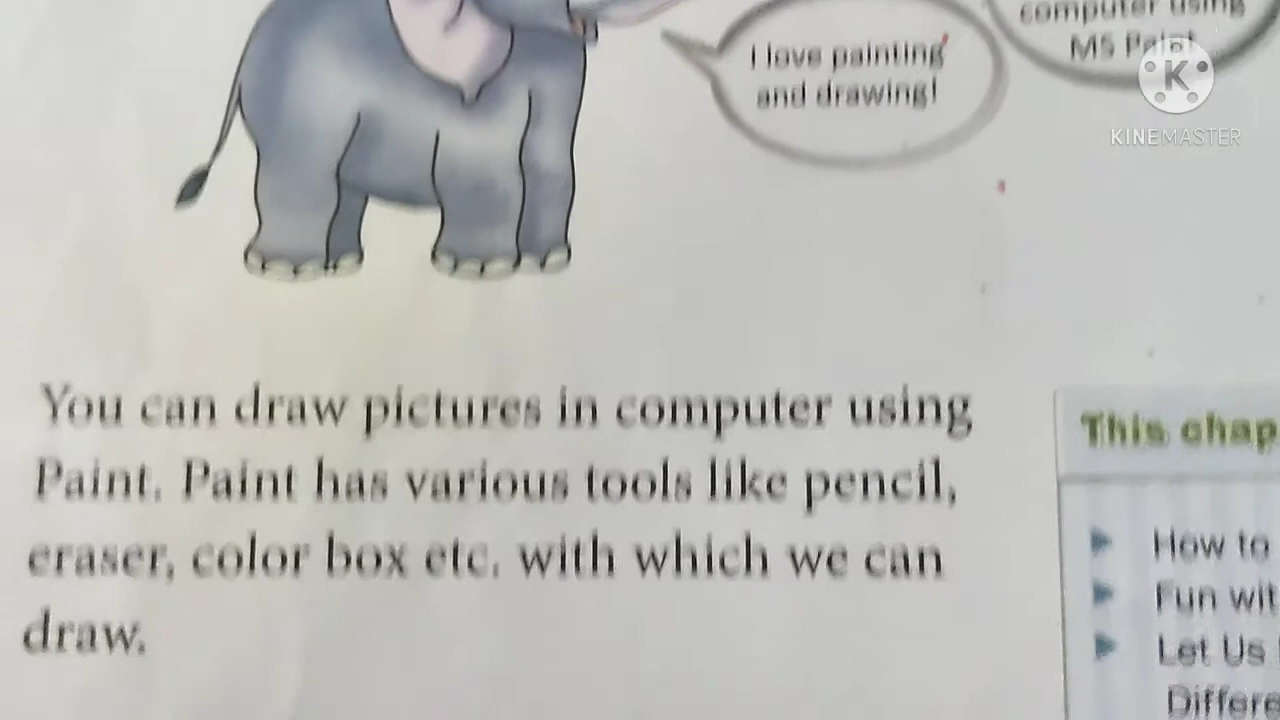 computer using
MS Paint
I love painting
and drawing!
KINEMASTER
You can draw pictures in computer using
Paint. Paint has various tools like pencil,
eraser, color box etc. with which we can
draw.
This chap
How to
Fun wit
Let Us
Differe